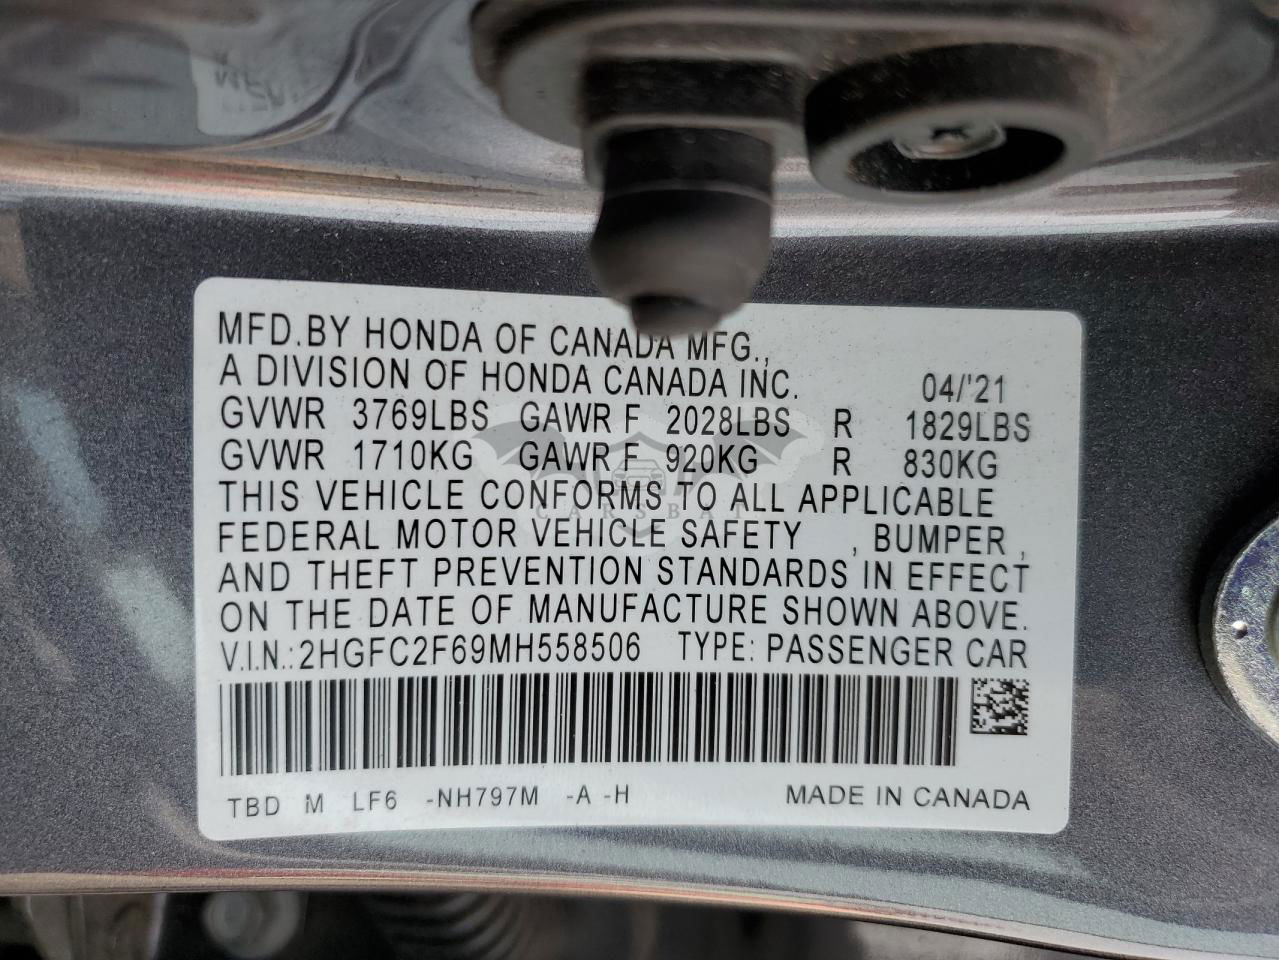 MFD.BY HONDA OF CANADA MFG.,
A DIVISION OF HONDA CANADA INC. 04/'21
GVWR 3769LBS GAWR F 2028LBS R 1829LBS
GVWR 1710KG GAWR F 920KG R 830KG
THIS VEHICLE CONFORMS TO ALL APPLICABLE
CARSBAT
FEDERAL MOTOR VEHICLE SAFETY , BUMPER ,
AND THEFT PREVENTION STANDARDS IN EFFECT
ON THE DATE OF MANUFACTURE SHOWN ABOVE.
V.I.N.:2HGFC2F69MH558506 TYPE: PASSENGER CAR
TBD M LF6 -NH797M -A -H MADE IN CANADA